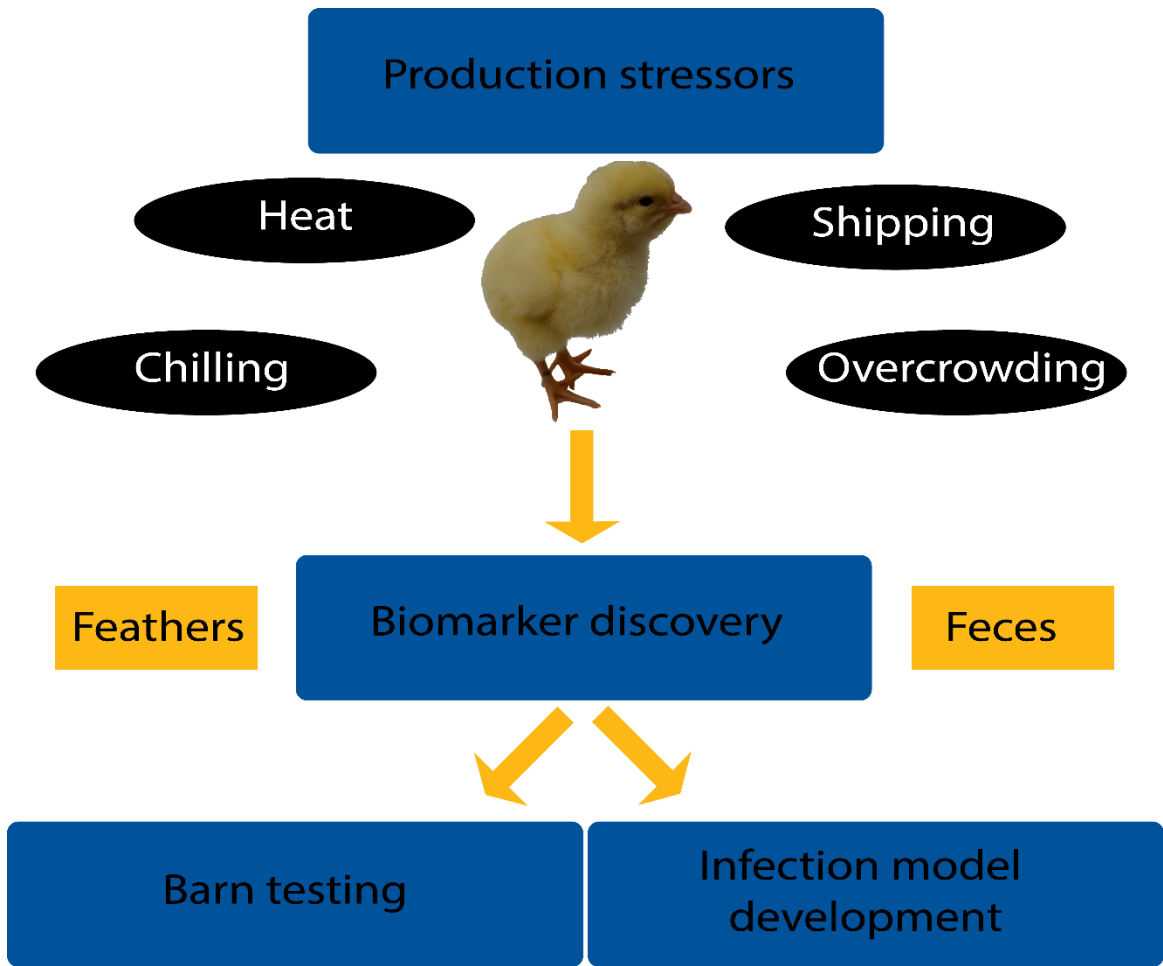 Production stressors
Heat
Shipping
Chilling
Overcrowding
Feathers
Biomarker discovery
Feces
Barn testing
Infection model
development